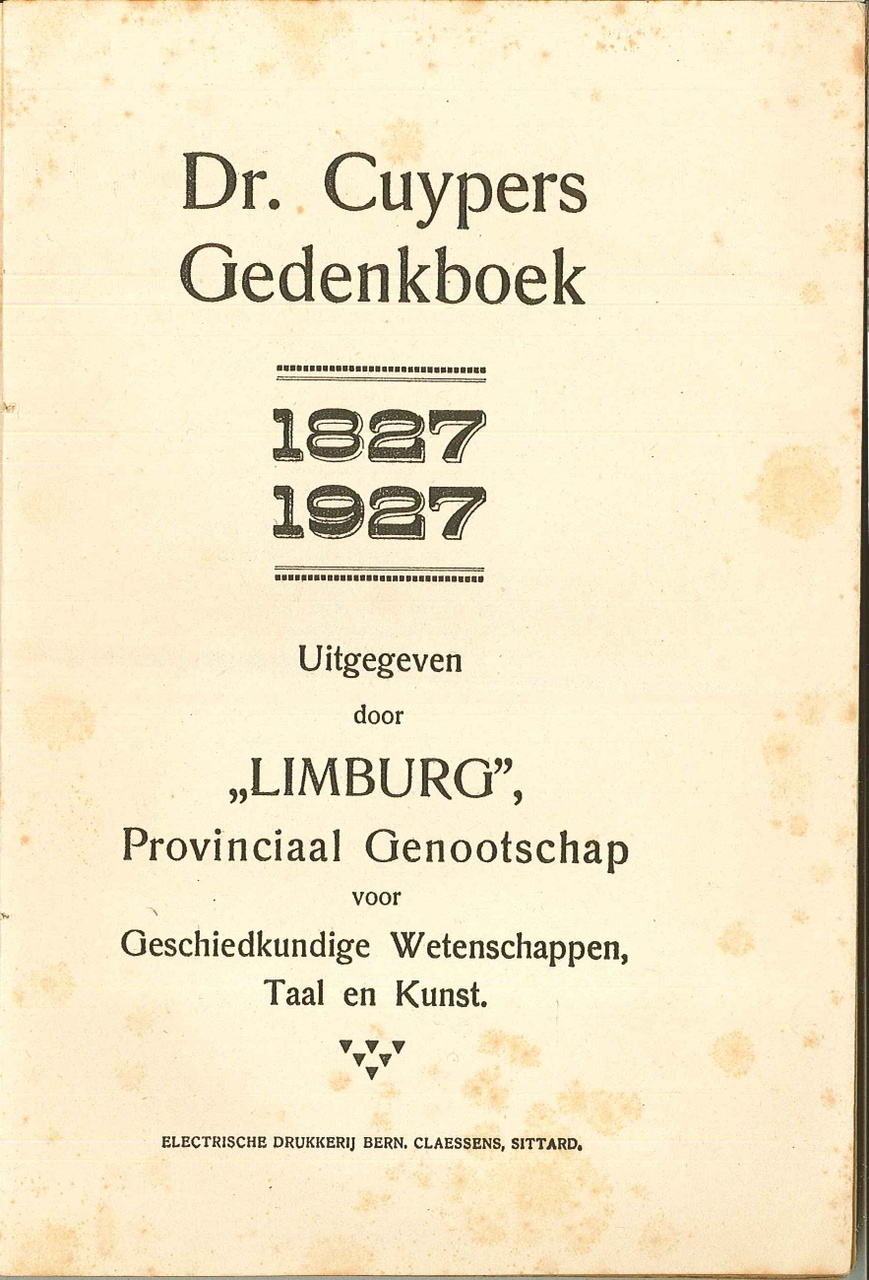 Dr. Cuypers
Gedenkboek
1827
1927
Uitgegeven
door
„LIMBURG”,
Provinciaal Genootschap
voor
Geschiedkundige Wetenschappen,
Taal en Kunst.
ELECTRISCHE DRUKKERIJ BERN. CLAESSENS, SITTARD.